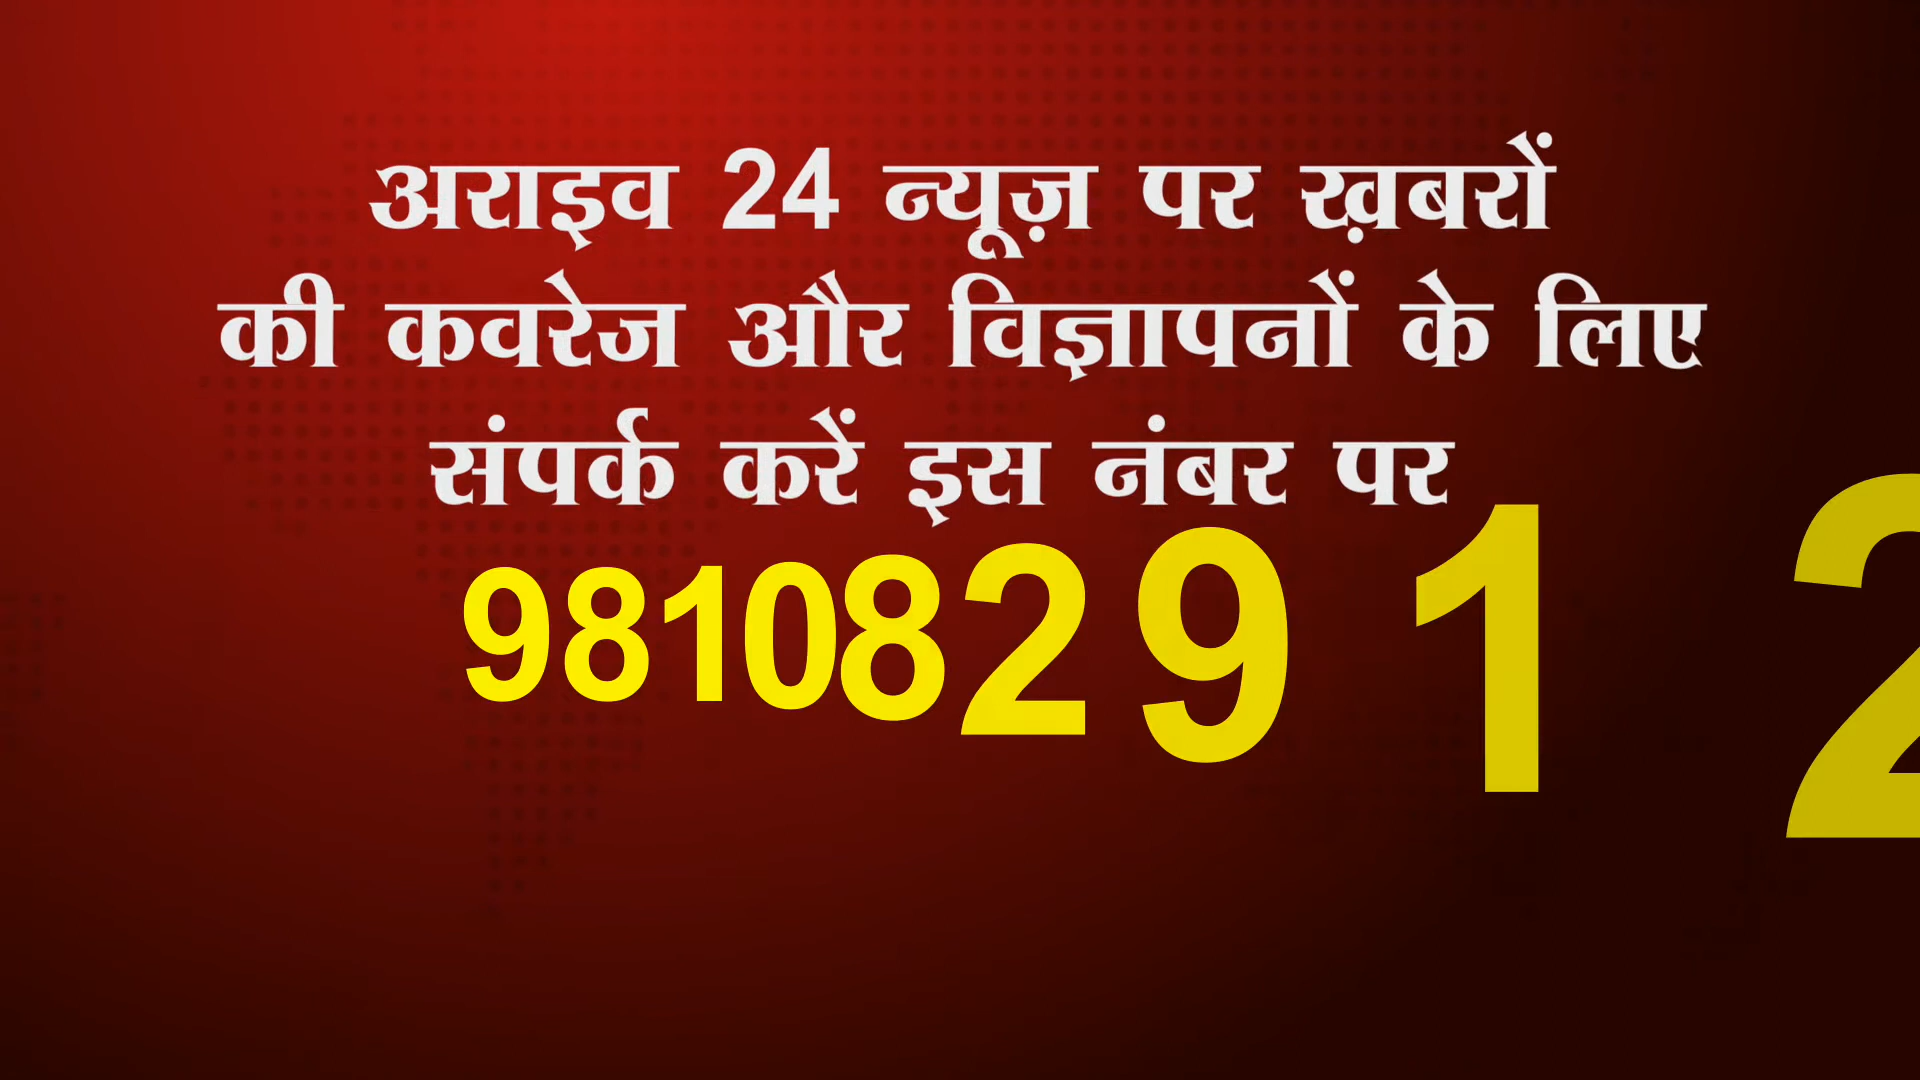 अराइव 24 न्यूज़ पर ख़बरों
की कवरेज और विज्ञापनों के लिए
संपर्क करें इस नंबर पर
981082912